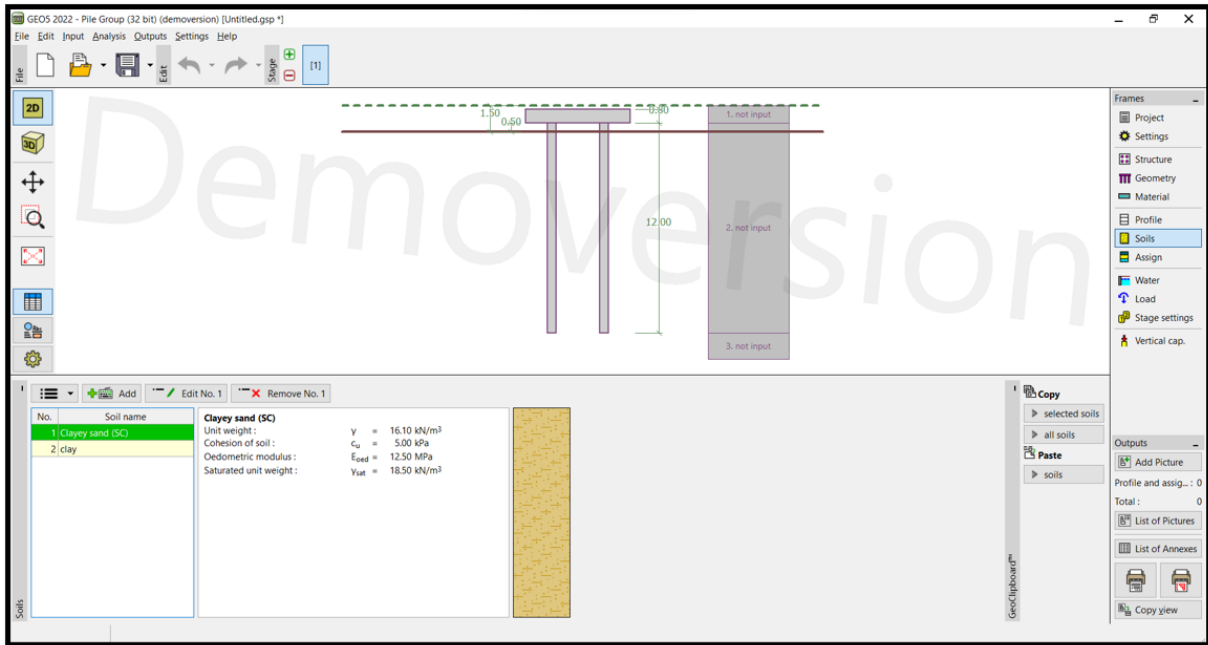 GEO5 2022 - Pile Group (32 bit) (demoversion) [Untitled.gsp *]
File Edit Input Analysis Outputs Settings Help
File
Edit
Stage
[1]
2D
3D
Demoversion
1.50
0.50
0.80
12.00
1. not input
2. not input
3. not input
Frames
Project
Settings
Structure
Geometry
Material
Profile
Soils
Assign
Water
Load
Stage settings
Vertical cap.
Add
Edit No. 1
Remove No. 1
No. Soil name
1 Clayey sand (SC)
2 clay
Clayey sand (SC)
Unit weight : γ = 16.10 kN/m³
Cohesion of soil : cu = 5.00 kPa
Oedometric modulus : Eoed = 12.50 MPa
Saturated unit weight : γsat = 18.50 kN/m³
Soils
GeoClipboard™
Copy
selected soils
all soils
Paste
soils
Outputs
Add Picture
Profile and assig... : 0
Total : 0
List of Pictures
List of Annexes
Copy view